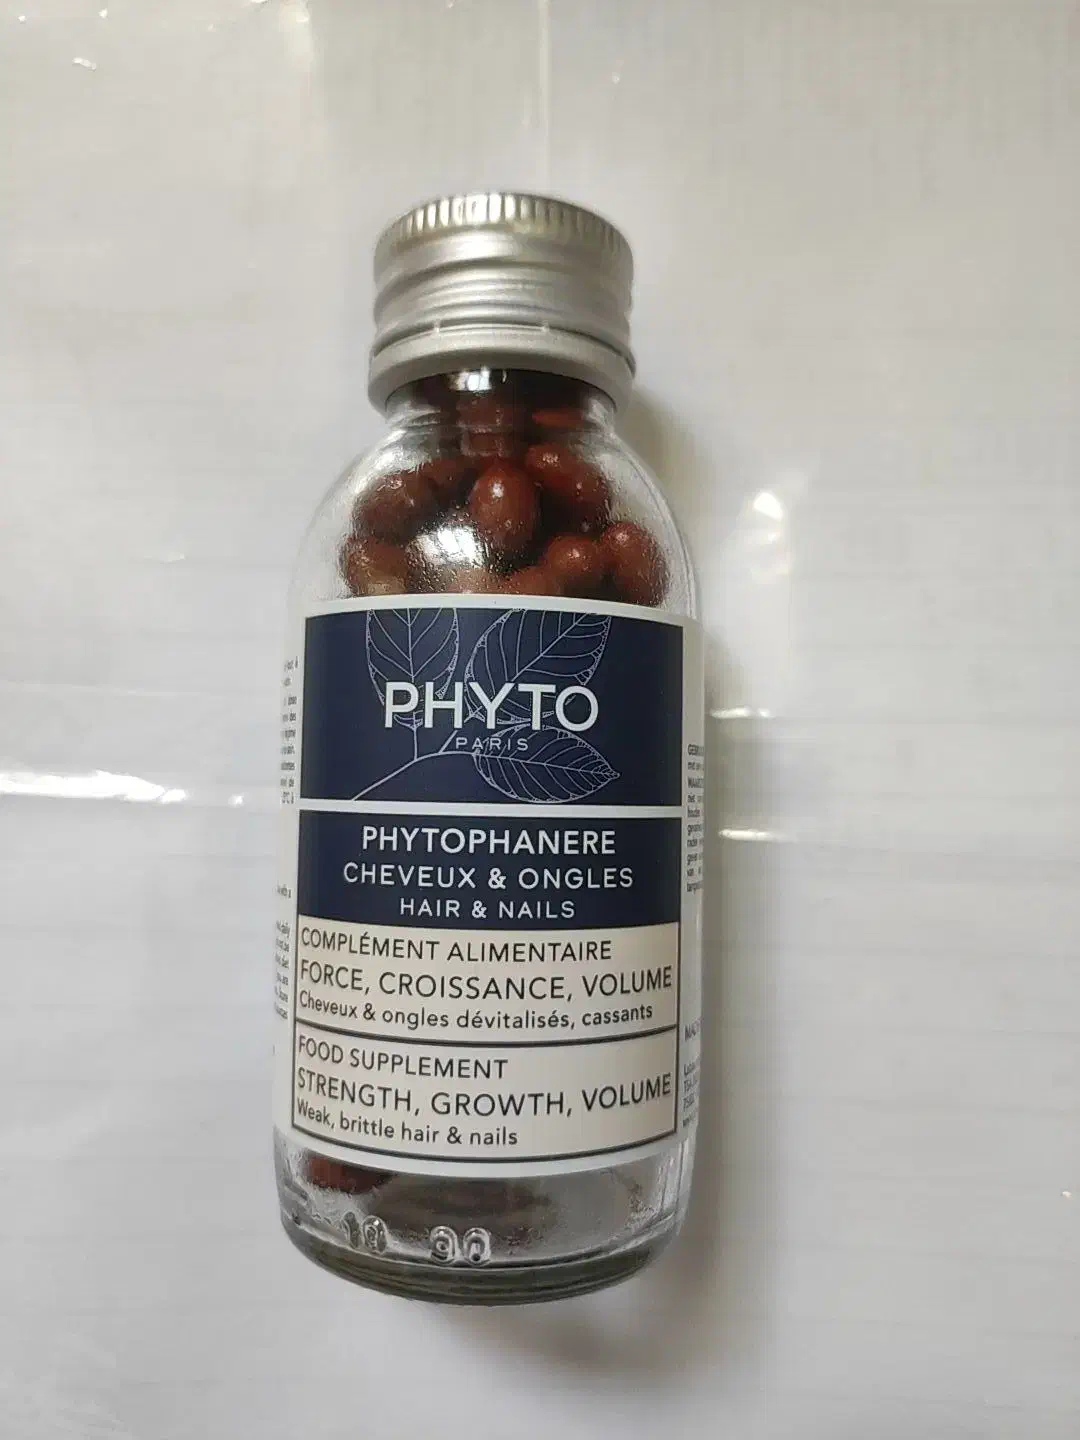 PHYTO
PARIS
PHYTOPHANERE
CHEVEUX & ONGLES
HAIR & NAILS
COMPLÉMENT ALIMENTAIRE
FORCE, CROISSANCE, VOLUME
Cheveux & ongles dévitalisés, cassants
FOOD SUPPLEMENT
STRENGTH, GROWTH, VOLUME
Weak, brittle hair & nails